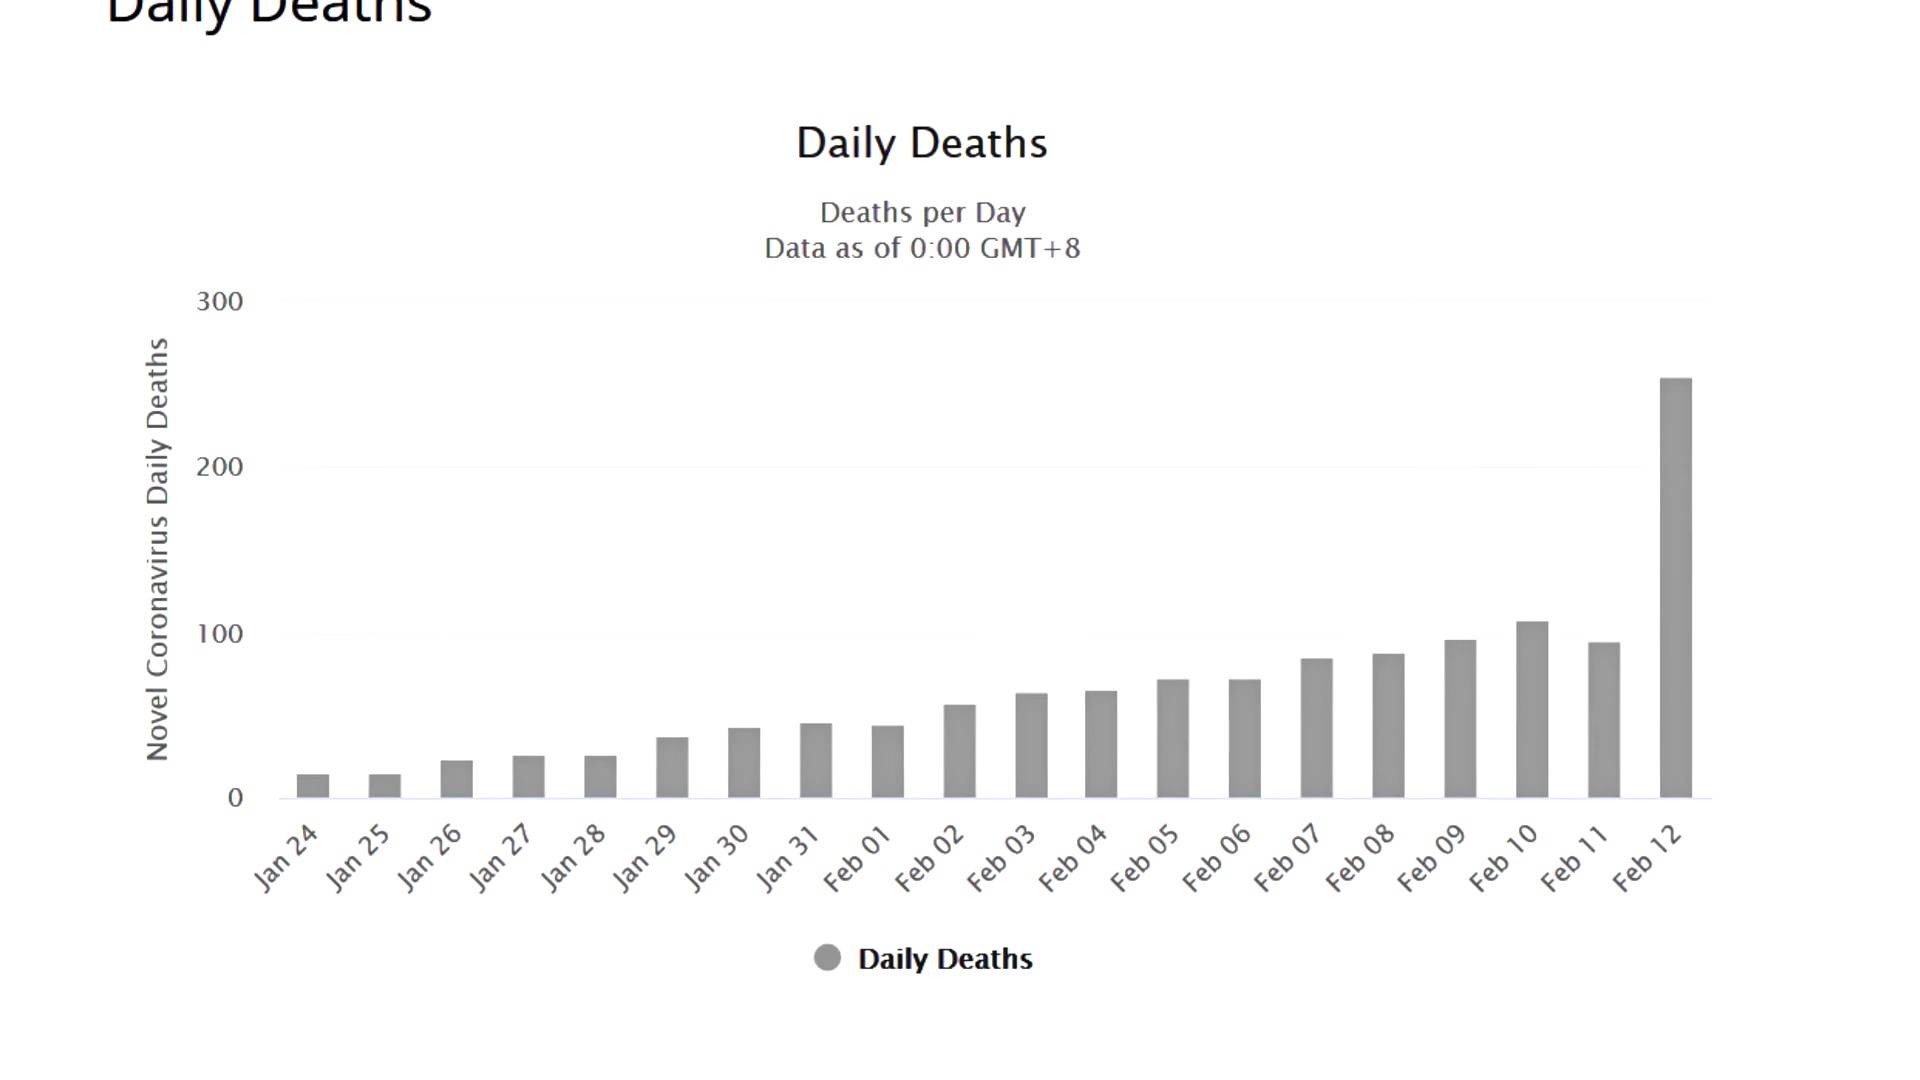 Daily Deaths
Daily Deaths
Deaths per Day
Data as of 0:00 GMT+8
Novel Coronavirus Daily Deaths
300
200
100
0
Jan 24
Jan 25
Jan 26
Jan 27
Jan 28
Jan 29
Jan 30
Jan 31
Feb 01
Feb 02
Feb 03
Feb 04
Feb 05
Feb 06
Feb 07
Feb 08
Feb 09
Feb 10
Feb 11
Feb 12
Daily Deaths